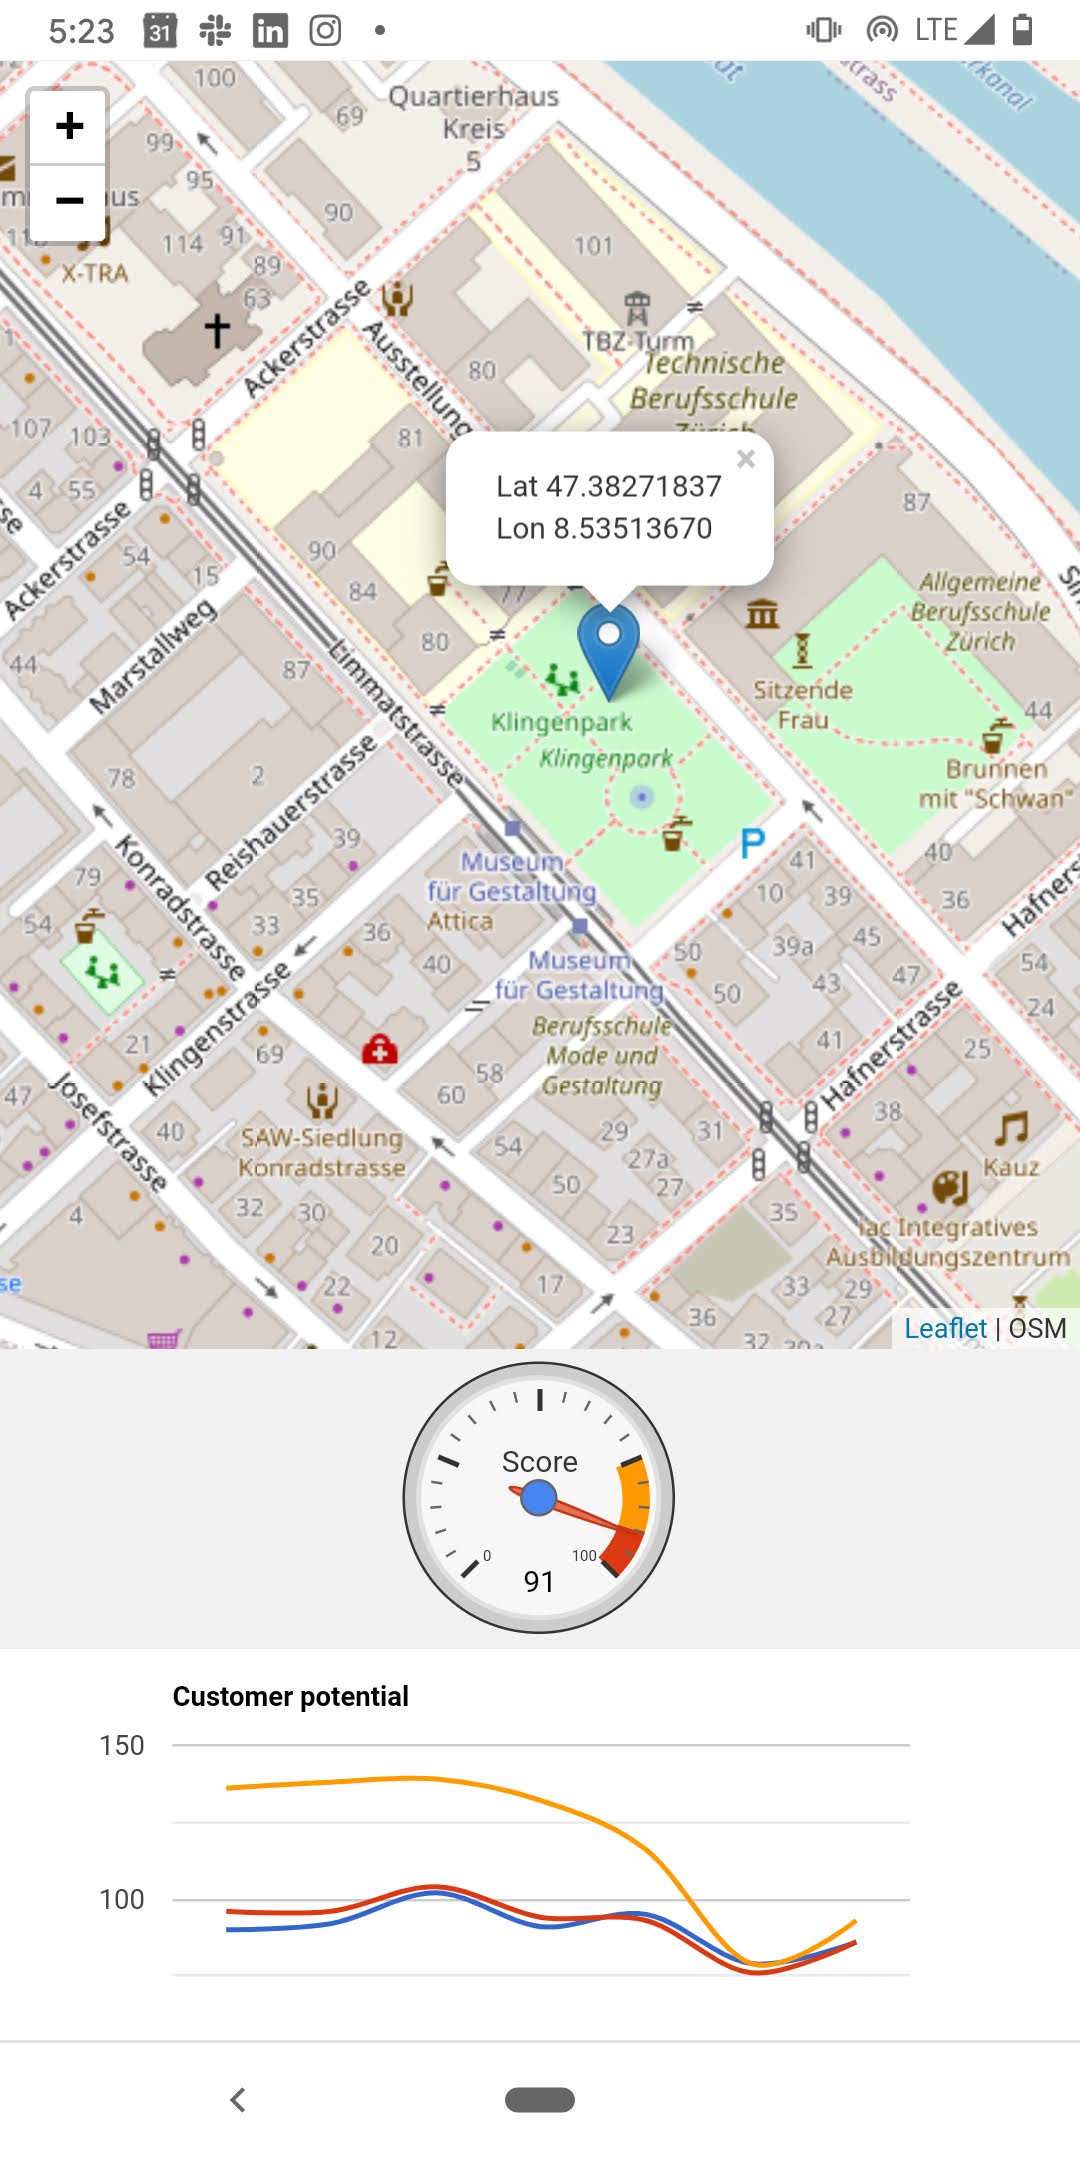 5:23
31
LTE
+
−
100
69
Quartierhaus
Kreis
5
99
95
90
114
91
89
63
X-TRA
101
TBZ-Turm
Technische
Berufsschule
Zürich
Ackerstrasse
80
81
107
103
4
55
Ackerstrasse
54
15
90
84
80
77
87
Lat 47.38271837
Lon 8.53513670
×
Allgemeine
Berufsschule
Zürich
Sitzende
Frau
44
Brunnen
mit "Schwan"
Marstallweg
44
87
Limmatstrasse
Klingenpark
Klingenpark
78
2
Reishauerstrasse
39
P
Konradstrasse
79
54
35
33
36
40
Museum
für Gestaltung
Attica
Museum
für Gestaltung
Berufsschule
Mode und
Gestaltung
41
10
39
40
36
50
39a
45
43
47
50
41
54
24
25
38
Hafnerstrasse
Klingenstrasse
21
69
47
Josefstrasse
40
58
60
SAW-Siedlung
Konradstrasse
54
29
31
27a
27
50
23
35
Kauz
iac Integratives
Ausbildungszentrum
4
32
30
20
22
17
12
36
33
29
27
32
Leaflet | OSM
Score
0
100
91
Customer potential
150
100